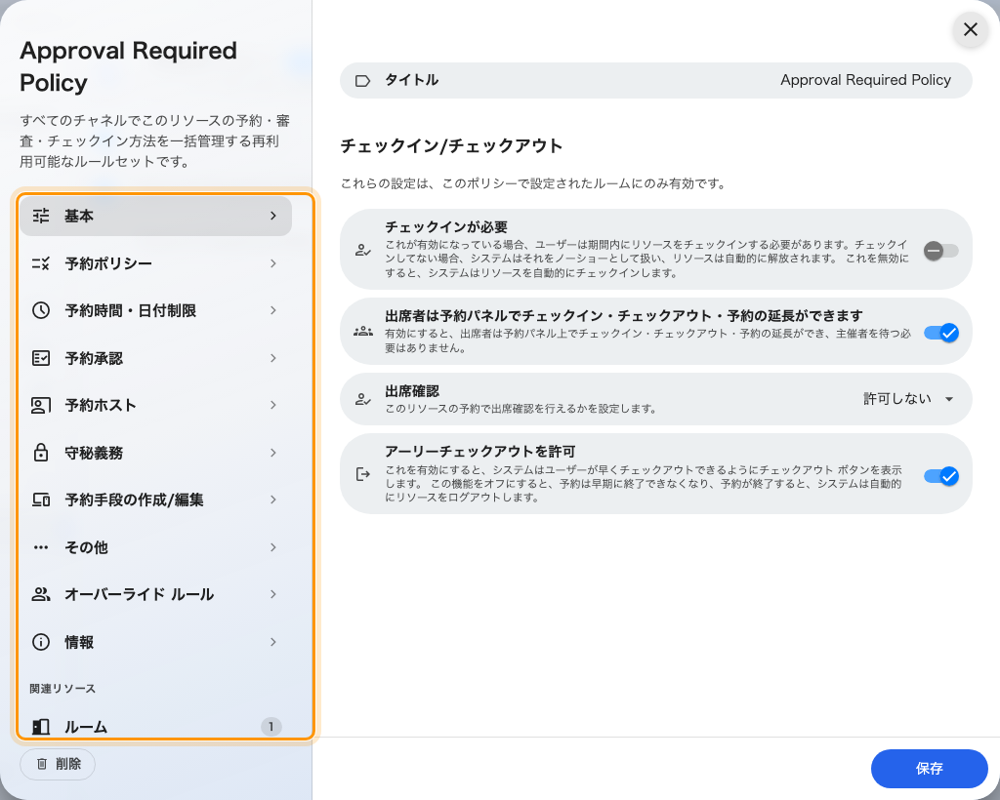 Approval Required
Policy
すべてのチャネルでこのリソースの予約・審
査・チェックイン方法を一括管理する再利
用可能なルールセットです。
基本
予約ポリシー
予約時間・日付制限
予約承認
予約ホスト
守秘義務
予約手段の作成/編集
その他
オーバーライド ルール
情報
関連リソース
ルーム 1
削除
タイトル Approval Required Policy
チェックイン/チェックアウト
これらの設定は、このポリシーで設定されたルームにのみ有効です。
チェックインが必要
これが有効になっている場合、ユーザーは期間内にリソースをチェックインする必要があります。チェックイ
ンしてない場合、システムはそれをノーショーとして扱い、リソースは自動的に解放されます。 これを無効に
すると、システムはリソースを自動的にチェックインします。
出席者は予約パネルでチェックイン・チェックアウト・予約の延長ができます
有効にすると、出席者は予約パネル上でチェックイン・チェックアウト・予約の延長ができ、主催者を待つ必
要はありません。
出席確認
このリソースの予約で出席確認を行えるかを設定します。
許可しない
アーリーチェックアウトを許可
これを有効にすると、システムはユーザーが早くチェックアウトできるようにチェックアウト ボタンを表示
します。 この機能をオフにすると、予約は早期に終了できなくなり、予約が終了すると、システムは自動的
にリソースをログアウトします。
保存